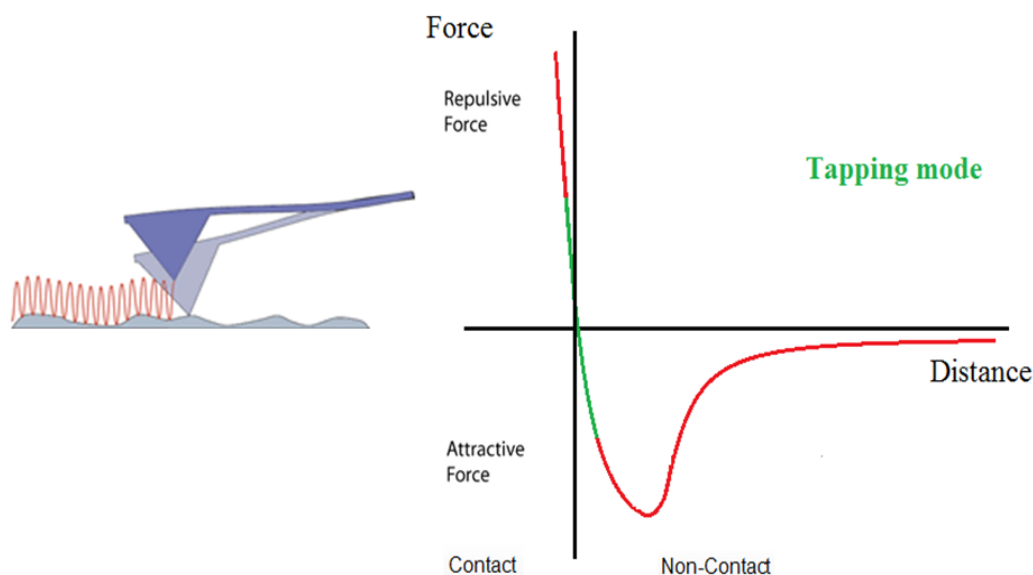 Force
Repulsive
Force
Tapping mode
Distance
Attractive
Force
Contact
Non-Contact